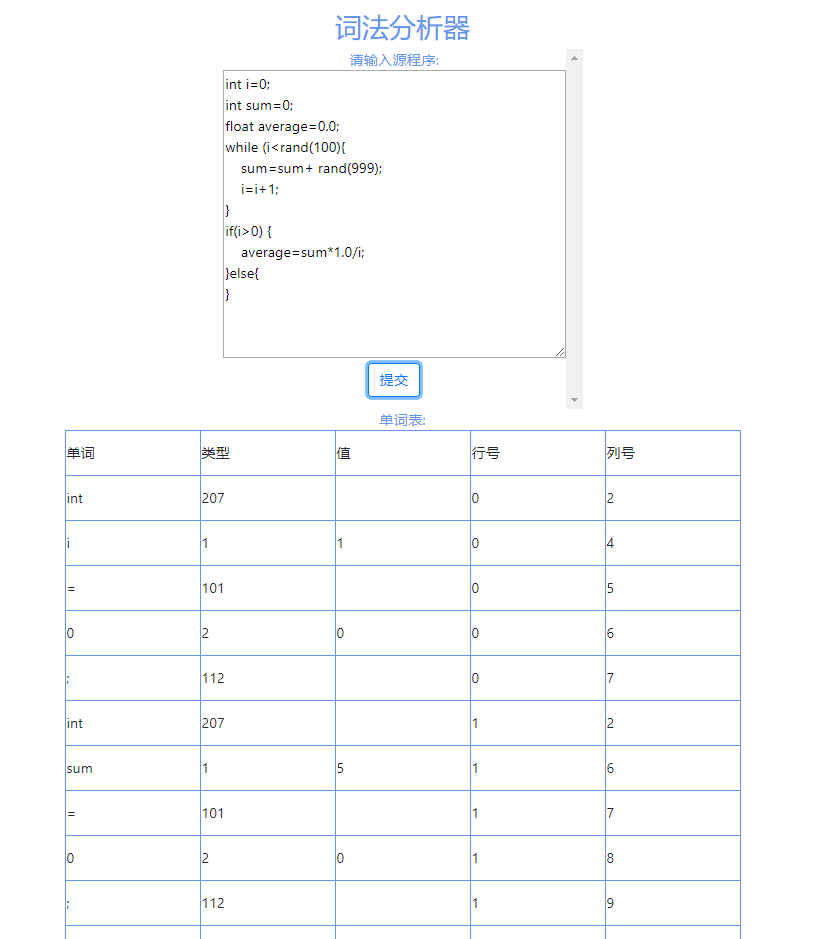 词法分析器
请输入源程序:
int i=0;
int sum=0;
float average=0.0;
while (i<rand(100){
    sum=sum+ rand(999);
    i=i+1;
}
if(i>0) {
    average=sum*1.0/i;
}else{
}
提交
单词表:
单词 类型 值 行号 列号
int 207 0 2
i 1 1 0 4
= 101 0 5
0 2 0 0 6
; 112 0 7
int 207 1 2
sum 1 5 1 6
= 101 1 7
0 2 0 1 8
; 112 1 9